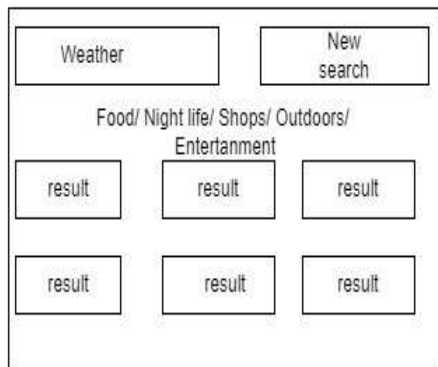 Weather
New
search
Food/ Night life/ Shops/ Outdoors/
Entertanment
result
result
result
result
result
result